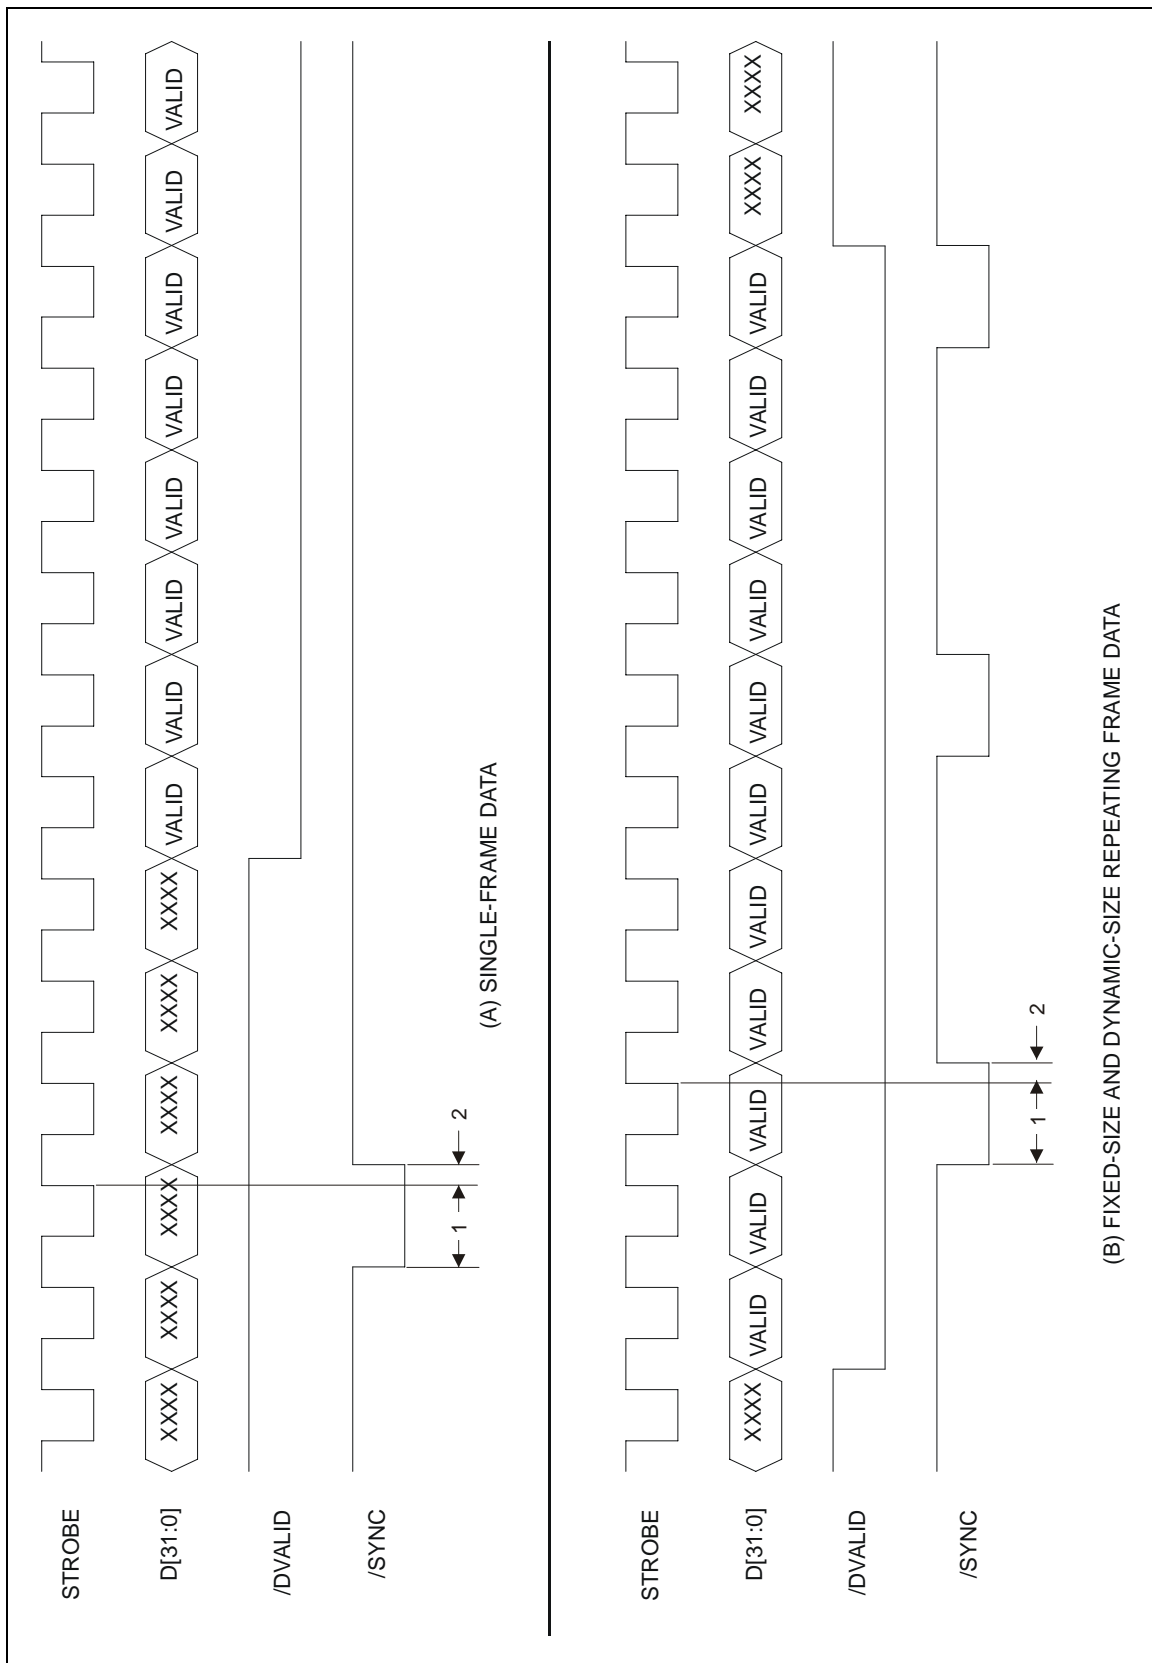 STROBE
D[31:0] XXXX XXXX XXXX XXXX XXXX XXXX VALID VALID VALID VALID VALID VALID VALID VALID
/DVALID
/SYNC
1 2
(A) SINGLE-FRAME DATA
STROBE
D[31:0] XXXX VALID VALID VALID VALID VALID VALID VALID VALID VALID VALID VALID XXXX XXXX
/DVALID
/SYNC
1 2
(B) FIXED-SIZE AND DYNAMIC-SIZE REPEATING FRAME DATA